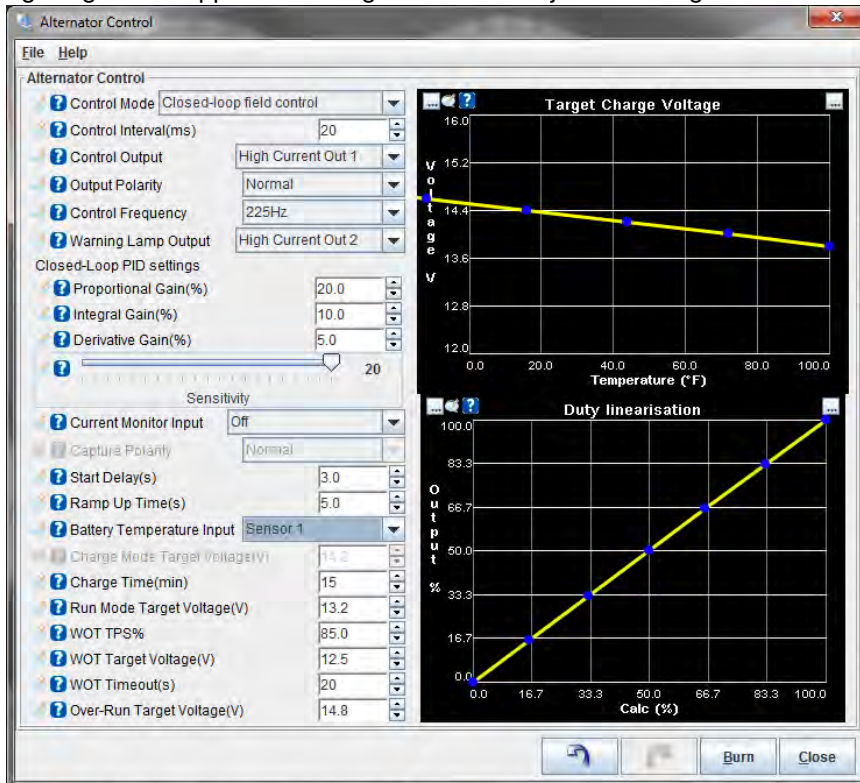 Alternator Control
File Help
Alternator Control
Control Mode Closed-loop field control
Control Interval(ms) 20
Control Output High Current Out 1
Output Polarity Normal
Control Frequency 225Hz
Warning Lamp Output High Current Out 2
Closed-Loop PID settings
Proportional Gain(%) 20.0
Integral Gain(%) 10.0
Derivative Gain(%) 5.0
20
Sensitivity
Current Monitor Input Off
Capture Polarity Normal
Start Delay(s) 3.0
Ramp Up Time(s) 5.0
Battery Temperature Input Sensor 1
Charge Mode Target Voltage(V) 14.2
Charge Time(min) 15
Run Mode Target Voltage(V) 13.2
WOT TPS% 85.0
WOT Target Voltage(V) 12.5
WOT Timeout(s) 20
Over-Run Target Voltage(V) 14.8
Target Charge Voltage
Voltage V
16.0
15.2
14.4
13.6
12.8
12.0
0.0 20.0 40.0 60.0 80.0 100.0
Temperature (°F)
Duty linearisation
Output %
100.0
83.3
66.7
50.0
33.3
16.7
0.0
0.0 16.7 33.3 50.0 66.7 83.3 100.0
Calc (%)
Burn Close